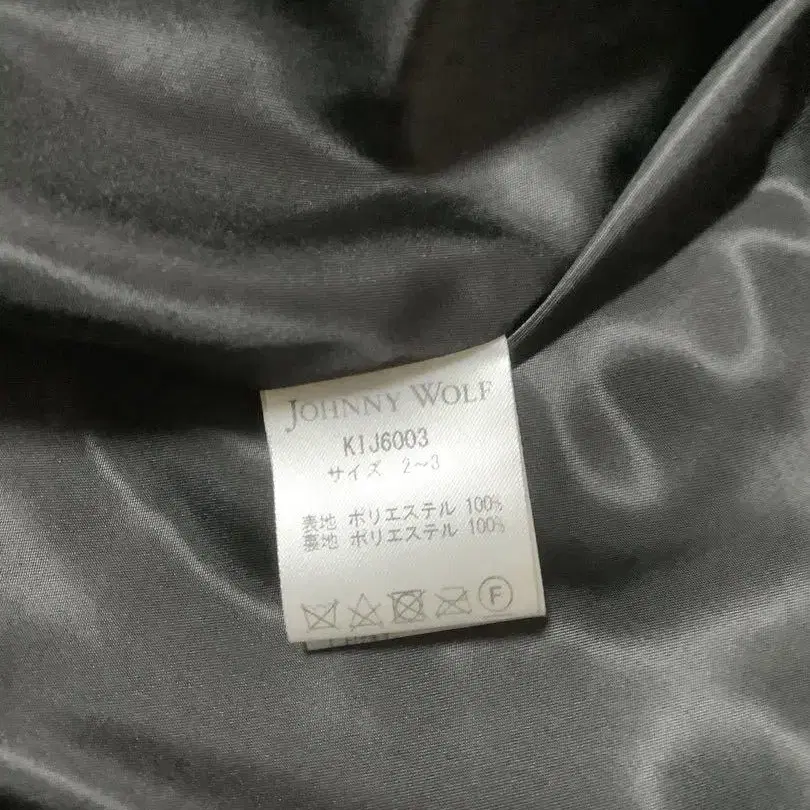 JOHNNY WOLF
KIJ6003
サイズ 2～3
表地 ポリエステル 100%
裏地 ポリエステル 100%
F